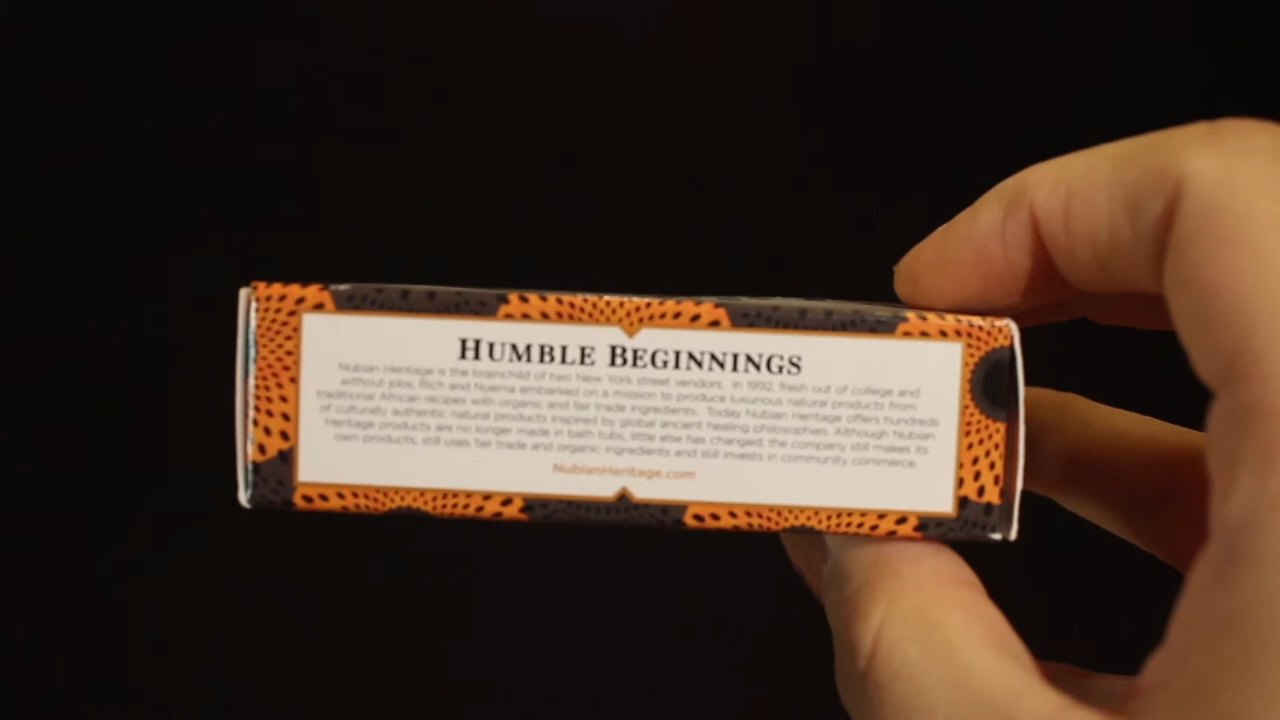 HUMBLE BEGINNINGS
Nubian Heritage is the brainchild of two New York street vendors. In 1992, fresh out of college and
without jobs, Rich and Nyema embarked on a mission to produce luxurious natural products from
traditional African recipes with organic and fair trade ingredients. Today Nubian Heritage offers hundreds
of culturally authentic natural products inspired by global ancient healing philosophies. Although Nubian
Heritage products are no longer made in bath tubs, little else has changed; the company still makes its
own products, still uses fair trade and organic ingredients and still invests in community commerce.
NubianHeritage.com